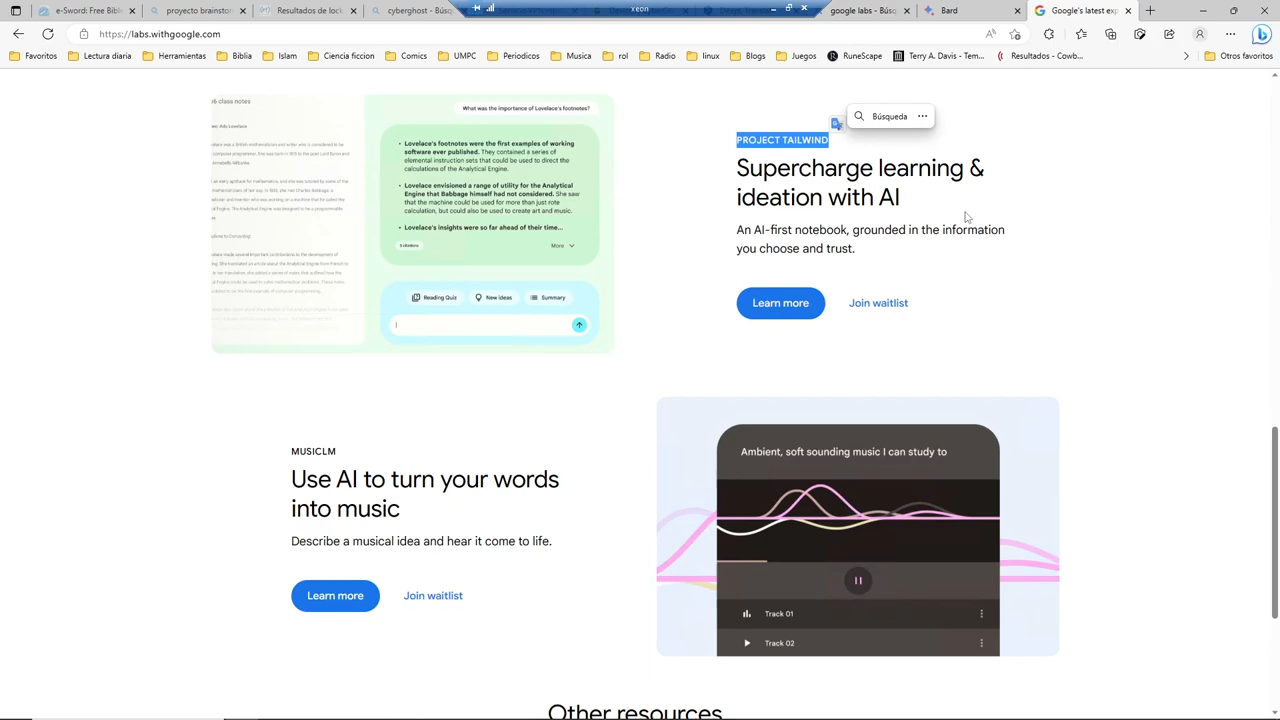 e-Sword: Free Bible
proyecto brainstor
Resultados de lock
cyberghost - Búsq
xeon
google labs - Búsq
Bard
Google's latest exp
https://labs.withgoogle.com
Favoritos
Lectura diaria
Herramientas
Biblia
Islam
Ciencia ficcion
Comics
UMPC
Periodicos
Musica
rol
Radio
linux
Blogs
Juegos
RuneScape
Terry A. Davis - Tem...
Resultados - Cowb...
Otros favoritos
6 class notes
What was the importance of Lovelace's footnotes?
• Lovelace's footnotes were the first examples of working
software ever published. They contained a series of
elemental instruction sets that could be used to direct the
calculations of the Analytical Engine.
• Lovelace envisioned a range of utility for the Analytical
Engine that Babbage himself had not considered. She saw
that the machine could be used for more than just rote
calculation, but could also be used to create art and music.
• Lovelace's insights were so far ahead of their time...
More
Reading Quiz
New ideas
Summary
Búsqueda
PROJECT TAILWIND
Supercharge learning &
ideation with AI
An AI-first notebook, grounded in the information
you choose and trust.
Learn more
Join waitlist
MUSICLM
Use AI to turn your words
into music
Describe a musical idea and hear it come to life.
Learn more
Join waitlist
Ambient, soft sounding music I can study to
Track 01
Track 02
Other resources